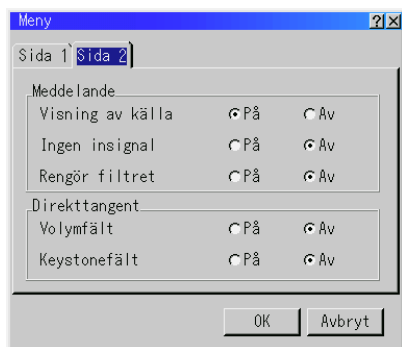 Meny
Sida 1 Sida 2
Meddelande
Visning av källa På Av
Ingen insignal På Av
Rengör filtret På Av
Direkttangent
Volymfält På Av
Keystonefält På Av
OK Avbryt